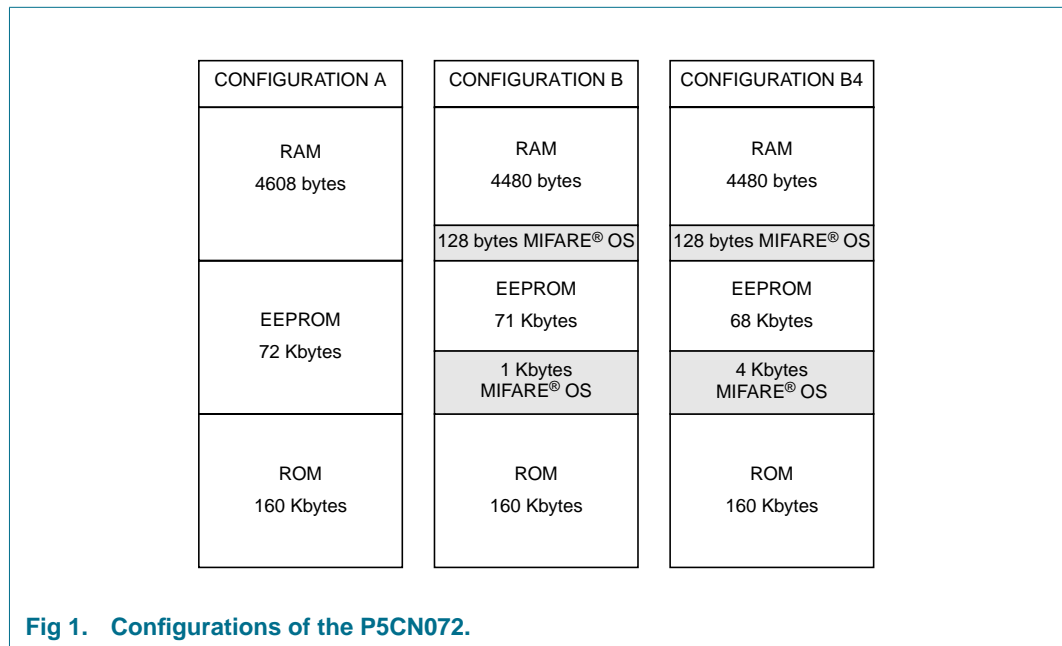 CONFIGURATION A
RAM
4608 bytes
EEPROM
72 Kbytes
ROM
160 Kbytes
CONFIGURATION B
RAM
4480 bytes
128 bytes MIFARE® OS
EEPROM
71 Kbytes
1 Kbytes
MIFARE® OS
ROM
160 Kbytes
CONFIGURATION B4
RAM
4480 bytes
128 bytes MIFARE® OS
EEPROM
68 Kbytes
4 Kbytes
MIFARE® OS
ROM
160 Kbytes
Fig 1. Configurations of the P5CN072.